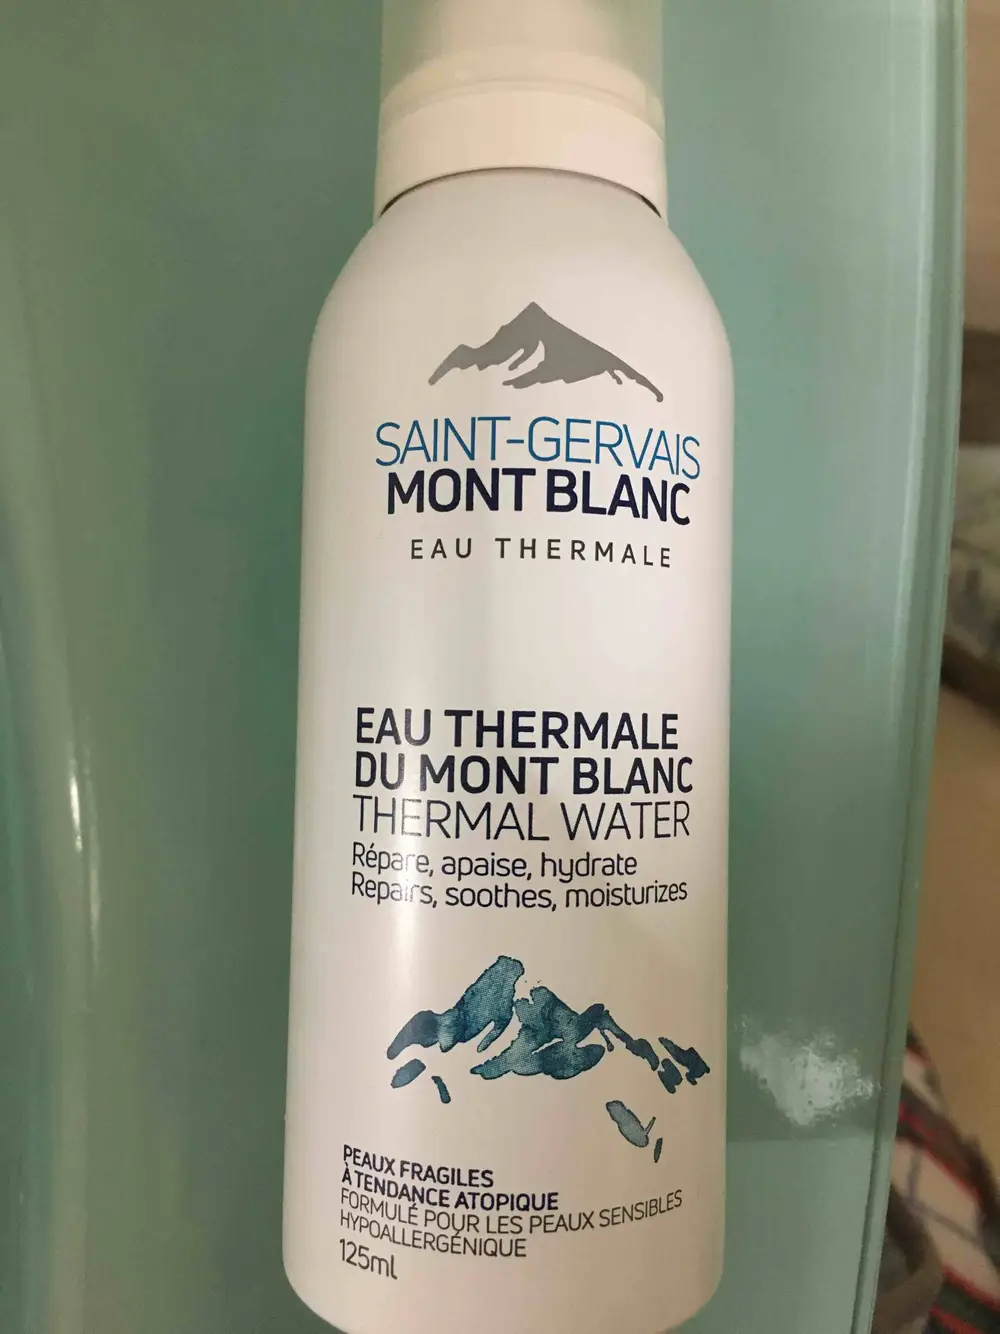 SAINT-GERVAIS
MONT BLANC
EAU THERMALE
EAU THERMALE
DU MONT BLANC
THERMAL WATER
Répare, apaise, hydrate
Repairs, soothes, moisturizes
PEAUX FRAGILES
À TENDANCE ATOPIQUE
FORMULÉ POUR LES PEAUX SENSIBLES
HYPOALLERGÉNIQUE
125ml